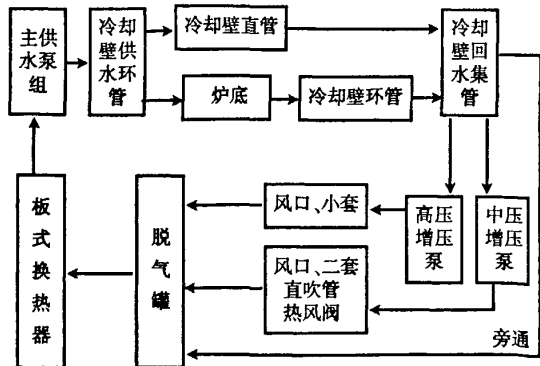 主供
水泵
组
冷却
壁供
水环
管
冷却壁直管
炉底
冷却壁环管
冷却
壁回
水集
管
板式换热器
脱气罐
风口、小套
风口、二套
直吹管
热风阀
高压
增压
泵
中压
增压
泵
旁通